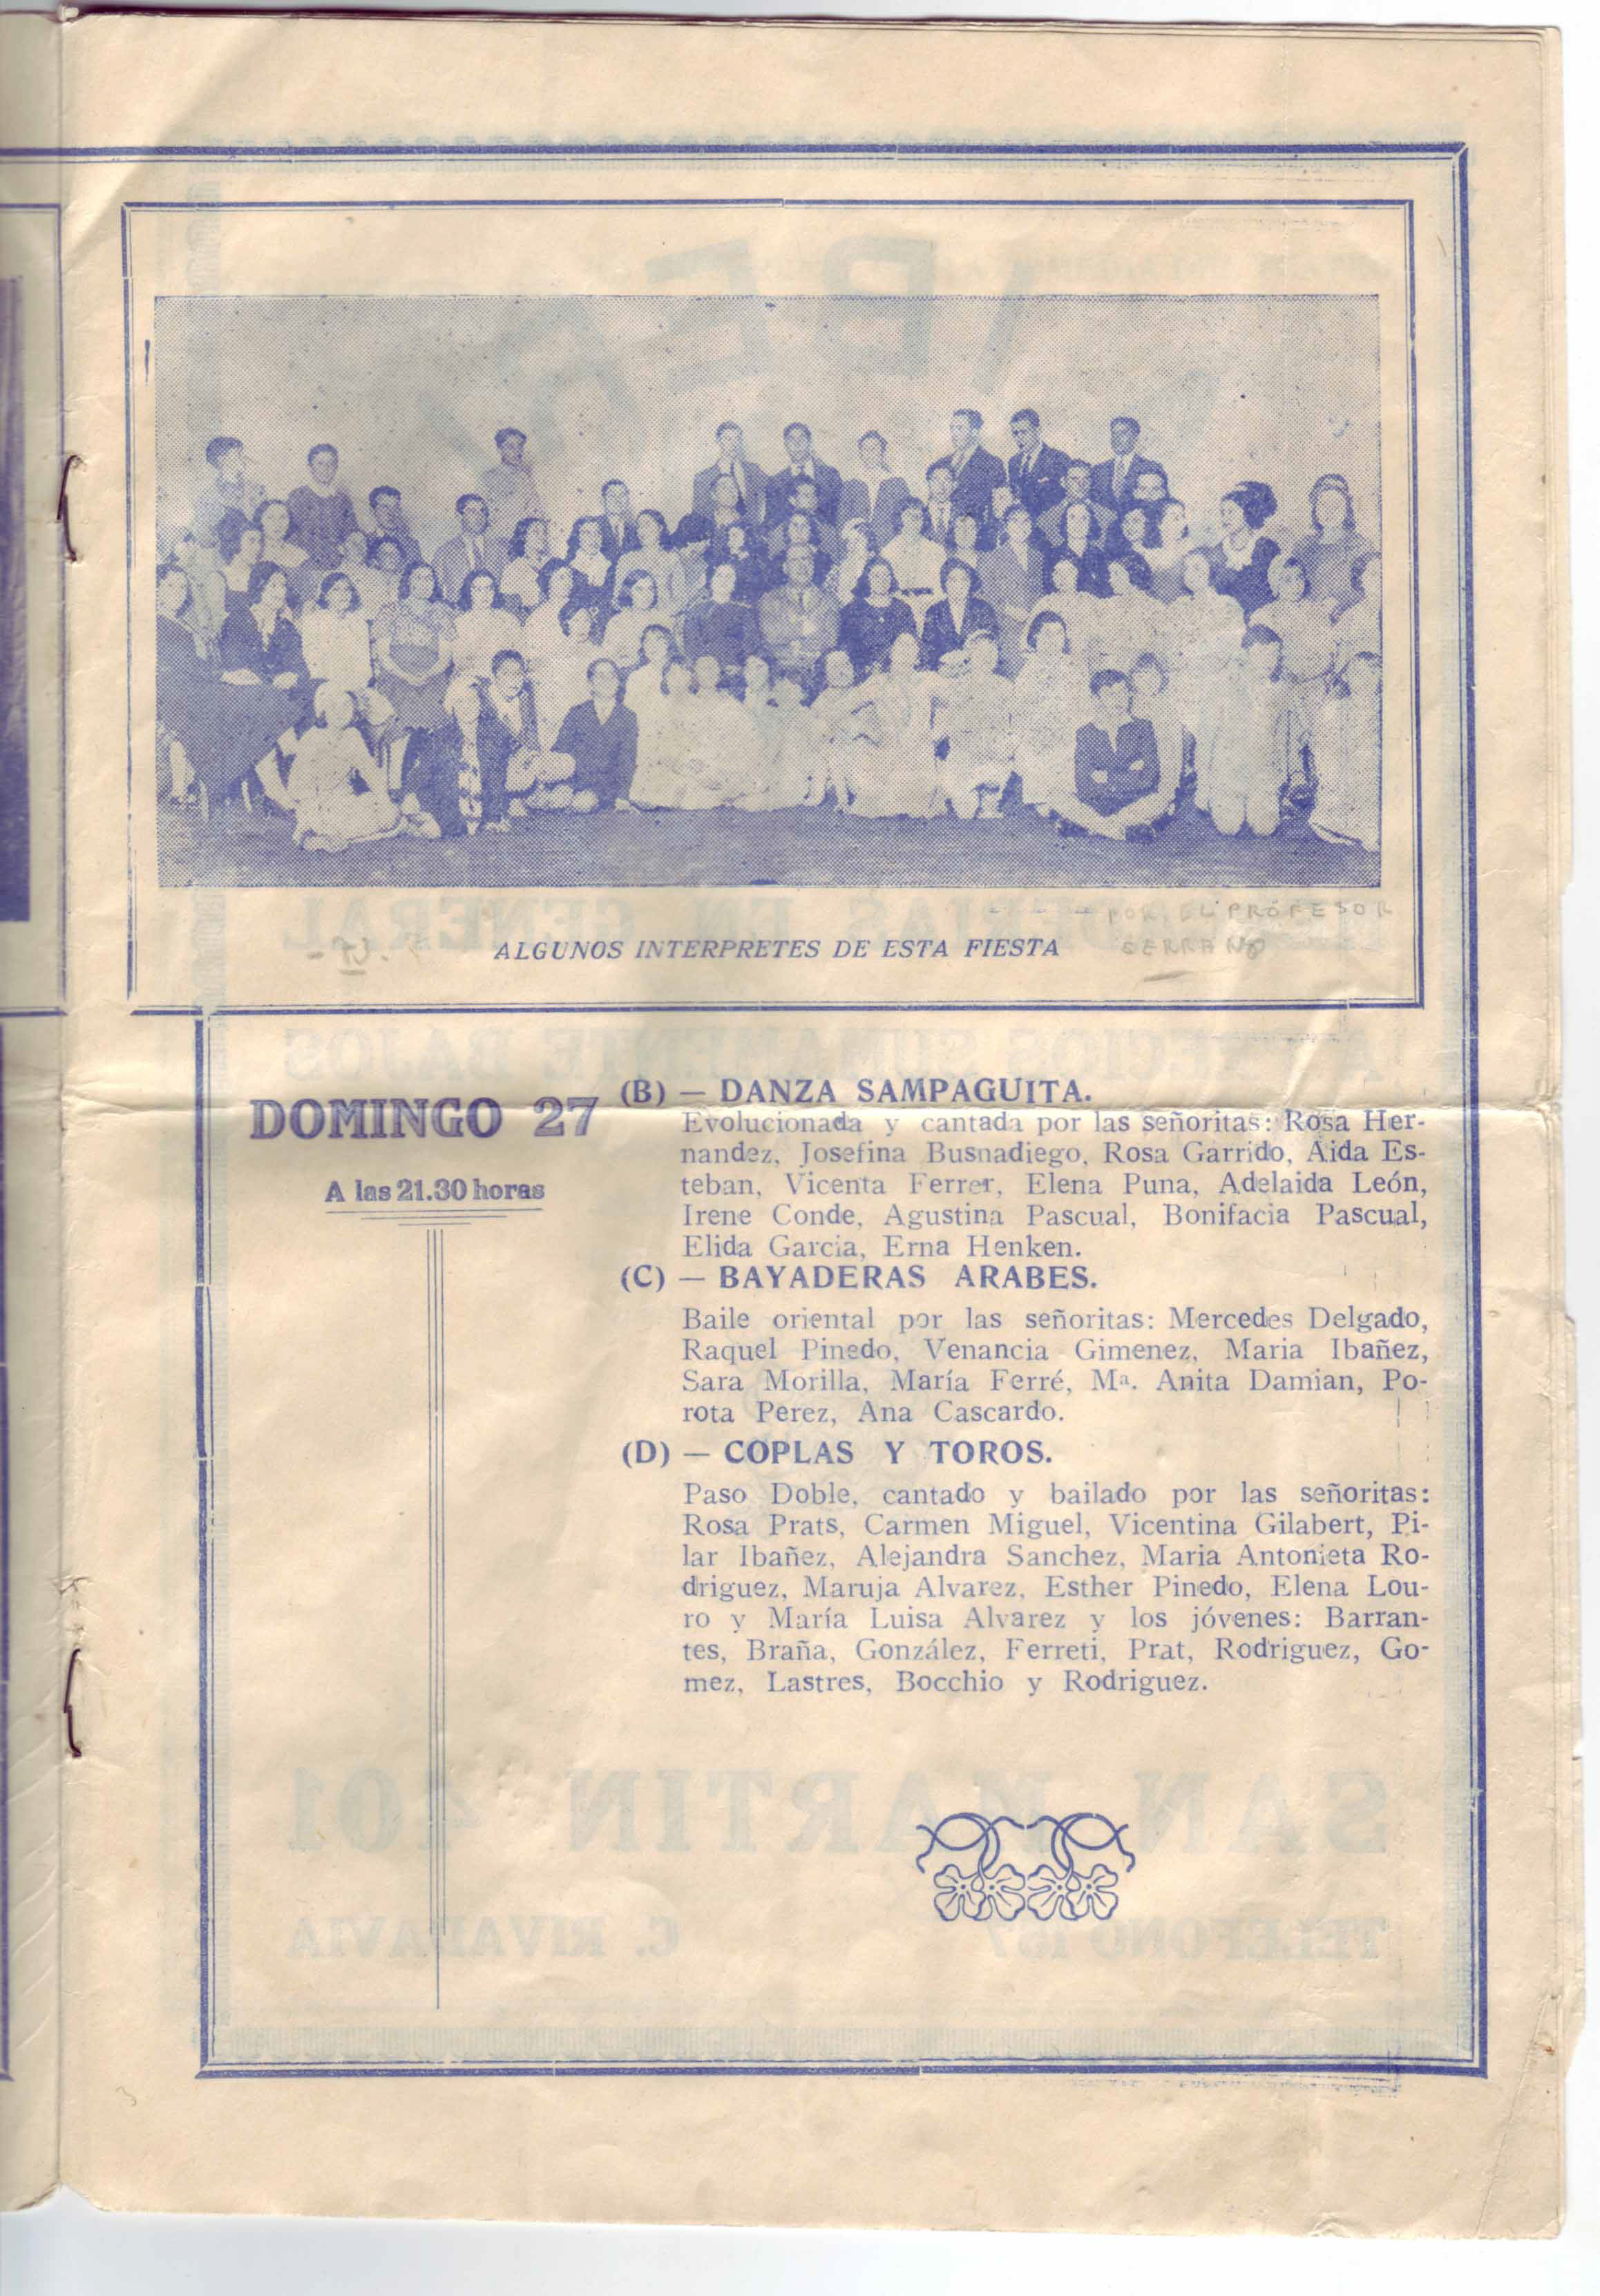 POR EL PROFESOR
SERRANO
ALGUNOS INTERPRETES DE ESTA FIESTA
DOMINGO 27
A las 21.30 horas
(B) — DANZA SAMPAGUITA.
Evolucionada y cantada por las señoritas: Rosa Her-
nandez, Josefina Busnadiego, Rosa Garrido, Aida Es-
teban, Vicenta Ferrer, Elena Puna, Adelaida León,
Irene Conde, Agustina Pascual, Bonifacia Pascual,
Elida Garcia, Erna Henken.
(C) — BAYADERAS ARABES.
Baile oriental por las señoritas: Mercedes Delgado,
Raquel Pinedo, Venancia Gimenez, Maria Ibañez,
Sara Morilla, María Ferré, Mª. Anita Damian, Po-
rota Perez, Ana Cascardo.
(D) — COPLAS Y TOROS.
Paso Doble, cantado y bailado por las señoritas:
Rosa Prats, Carmen Miguel, Vicentina Gilabert, Pi-
lar Ibañez, Alejandra Sanchez, Maria Antonieta Ro-
driguez, Maruja Alvarez, Esther Pinedo, Elena Lou-
ro y María Luisa Alvarez y los jóvenes: Barran-
tes, Braña, González, Ferreti, Prat, Rodriguez, Go-
mez, Lastres, Bocchio y Rodriguez.
SAN MARTIN 401
TELEFONO 167 C. RIVADAVIA